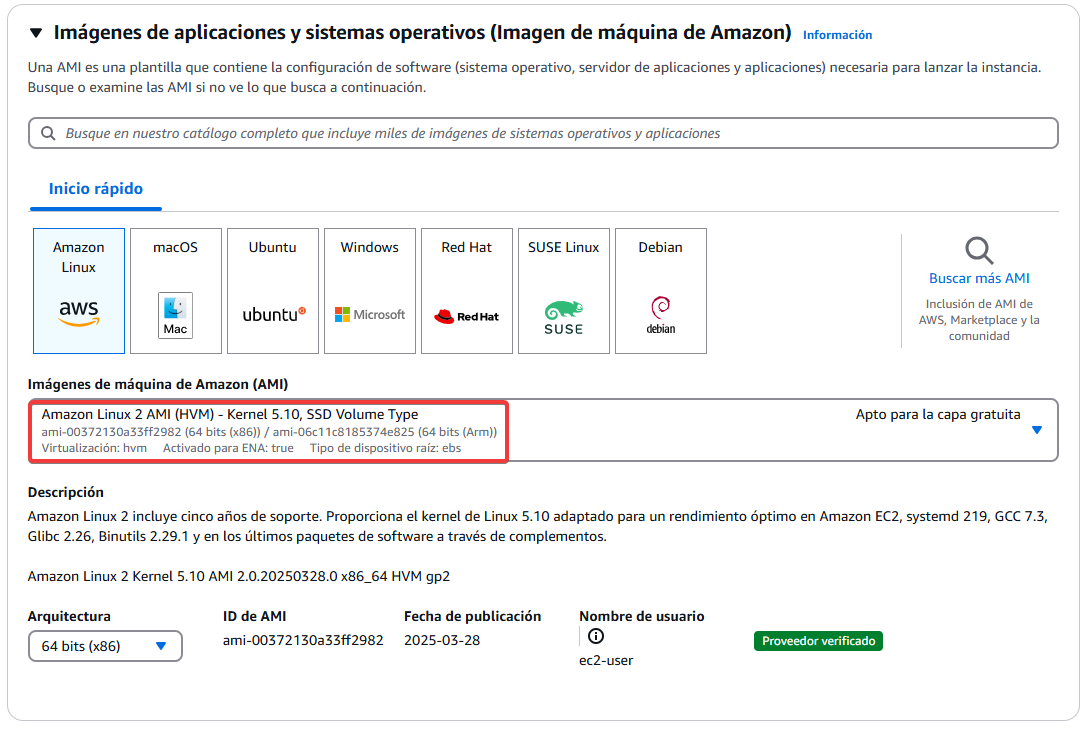 Imágenes de aplicaciones y sistemas operativos (Imagen de máquina de Amazon) Información
Una AMI es una plantilla que contiene la configuración de software (sistema operativo, servidor de aplicaciones y aplicaciones) necesaria para lanzar la instancia.
Busque o examine las AMI si no ve lo que busca a continuación.
Busque en nuestro catálogo completo que incluye miles de imágenes de sistemas operativos y aplicaciones
Inicio rápido
Amazon
Linux
aws
macOS
Mac
Ubuntu
ubuntu
Windows
Microsoft
Red Hat
Red Hat
SUSE Linux
SUSE
Debian
debian
Buscar más AMI
Inclusión de AMI de
AWS, Marketplace y la
comunidad
Imágenes de máquina de Amazon (AMI)
Amazon Linux 2 AMI (HVM) - Kernel 5.10, SSD Volume Type
Apto para la capa gratuita
ami-00372130a33ff2982 (64 bits (x86)) / ami-06c11c8185374e825 (64 bits (Arm))
Virtualización: hvm Activado para ENA: true Tipo de dispositivo raíz: ebs
Descripción
Amazon Linux 2 incluye cinco años de soporte. Proporciona el kernel de Linux 5.10 adaptado para un rendimiento óptimo en Amazon EC2, systemd 219, GCC 7.3,
Glibc 2.26, Binutils 2.29.1 y en los últimos paquetes de software a través de complementos.
Amazon Linux 2 Kernel 5.10 AMI 2.0.20250328.0 x86_64 HVM gp2
Arquitectura
64 bits (x86)
ID de AMI
ami-00372130a33ff2982
Fecha de publicación
2025-03-28
Nombre de usuario
ec2-user
Proveedor verificado